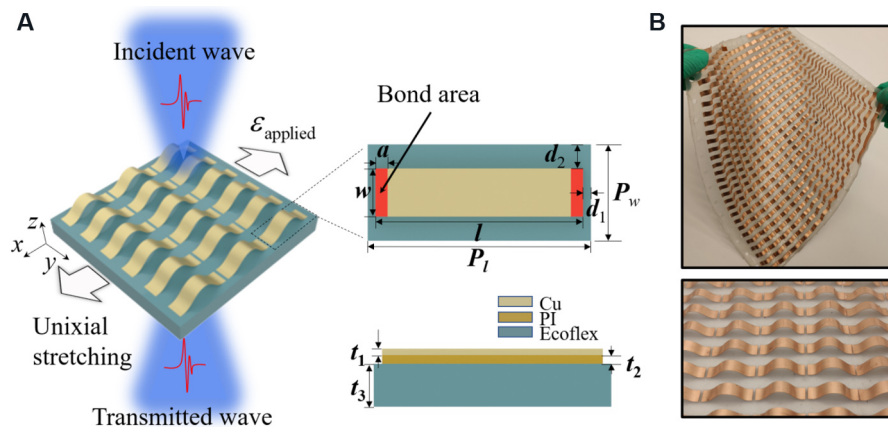 A
B
Incident wave
ε applied
Bond area
a
d2
w
Pw
d1
l
Pl
z
x
y
Unixial
stretching
Cu
PI
Ecoflex
t1
t2
t3
Transmitted wave